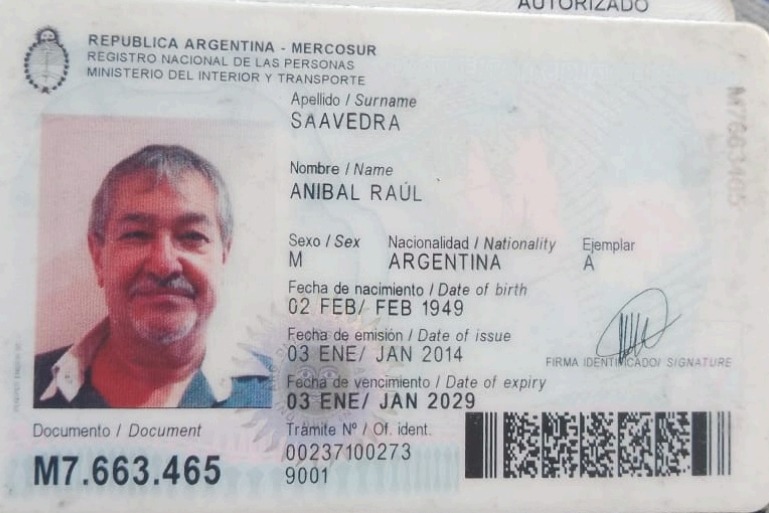 AUTORIZADO
REPUBLICA ARGENTINA - MERCOSUR
REGISTRO NACIONAL DE LAS PERSONAS
MINISTERIO DEL INTERIOR Y TRANSPORTE
Apellido / Surname
SAAVEDRA
Nombre / Name
ANIBAL RAÚL
Sexo / Sex Nacionalidad / Nationality Ejemplar
M ARGENTINA A
Fecha de nacimiento / Date of birth
02 FEB/ FEB 1949
Fecha de emisión / Date of issue
03 ENE/ JAN 2014
FIRMA IDENTIFICADO/ SIGNATURE
Fecha de vencimiento / Date of expiry
03 ENE/ JAN 2029
Documento / Document
M7.663.465
Trámite Nº / Of. ident.
00237100273
9001
M7663465